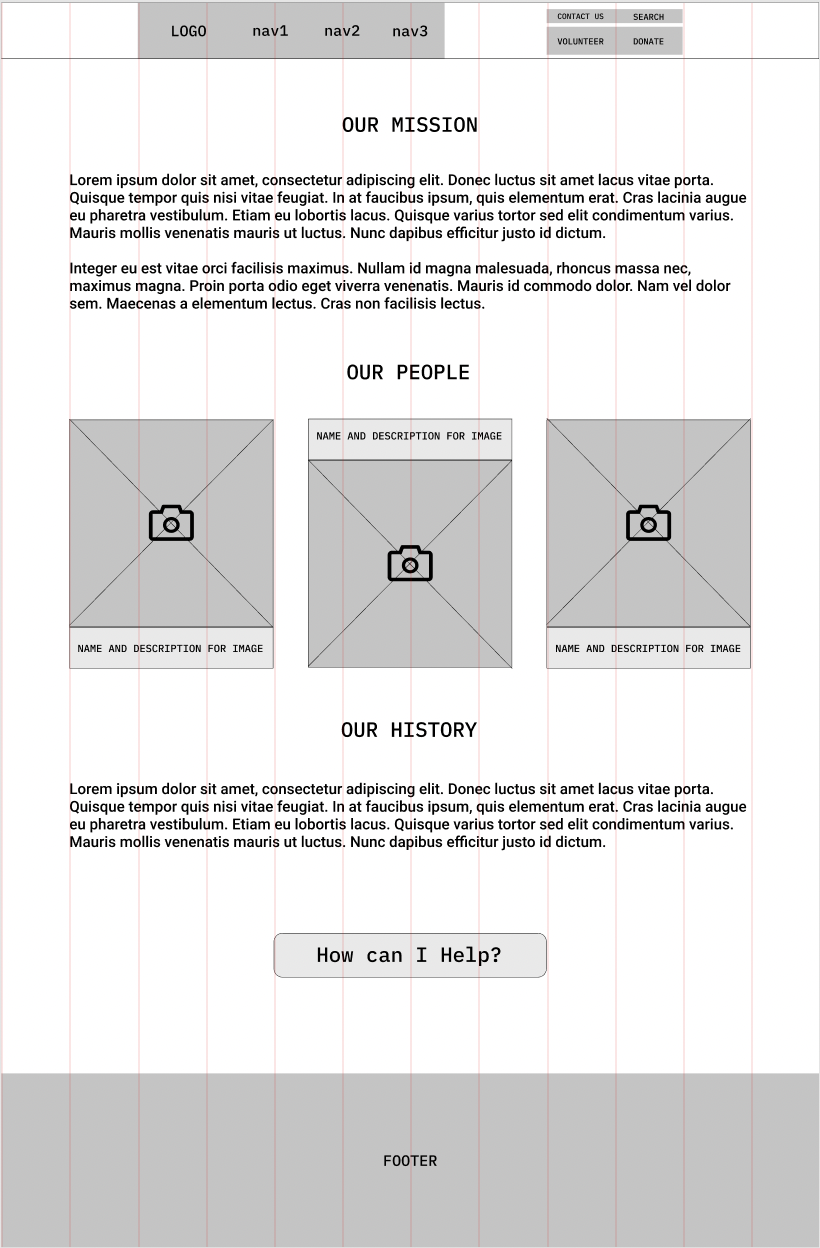 LOGO nav1 nav2 nav3
CONTACT US SEARCH
VOLUNTEER DONATE
OUR MISSION
Lorem ipsum dolor sit amet, consectetur adipiscing elit. Donec luctus sit amet lacus vitae porta.
Quisque tempor quis nisi vitae feugiat. In at faucibus ipsum, quis elementum erat. Cras lacinia augue
eu pharetra vestibulum. Etiam eu lobortis lacus. Quisque varius tortor sed elit condimentum varius.
Mauris mollis venenatis mauris ut luctus. Nunc dapibus efficitur justo id dictum.
Integer eu est vitae orci facilisis maximus. Nullam id magna malesuada, rhoncus massa nec,
maximus magna. Proin porta odio eget viverra venenatis. Mauris id commodo dolor. Nam vel dolor
sem. Maecenas a elementum lectus. Cras non facilisis lectus.
OUR PEOPLE
NAME AND DESCRIPTION FOR IMAGE
NAME AND DESCRIPTION FOR IMAGE
NAME AND DESCRIPTION FOR IMAGE
OUR HISTORY
Lorem ipsum dolor sit amet, consectetur adipiscing elit. Donec luctus sit amet lacus vitae porta.
Quisque tempor quis nisi vitae feugiat. In at faucibus ipsum, quis elementum erat. Cras lacinia augue
eu pharetra vestibulum. Etiam eu lobortis lacus. Quisque varius tortor sed elit condimentum varius.
Mauris mollis venenatis mauris ut luctus. Nunc dapibus efficitur justo id dictum.
How can I Help?
FOOTER